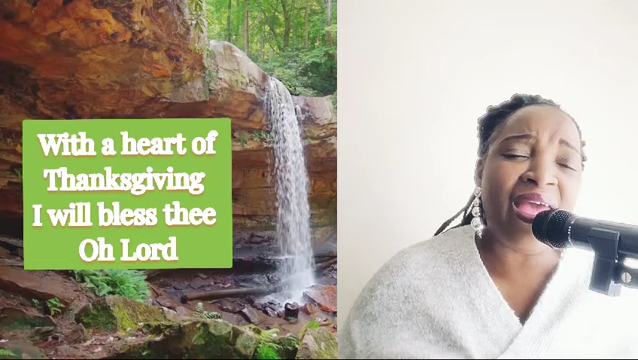 With a heart of
Thanksgiving
I will bless thee
Oh Lord